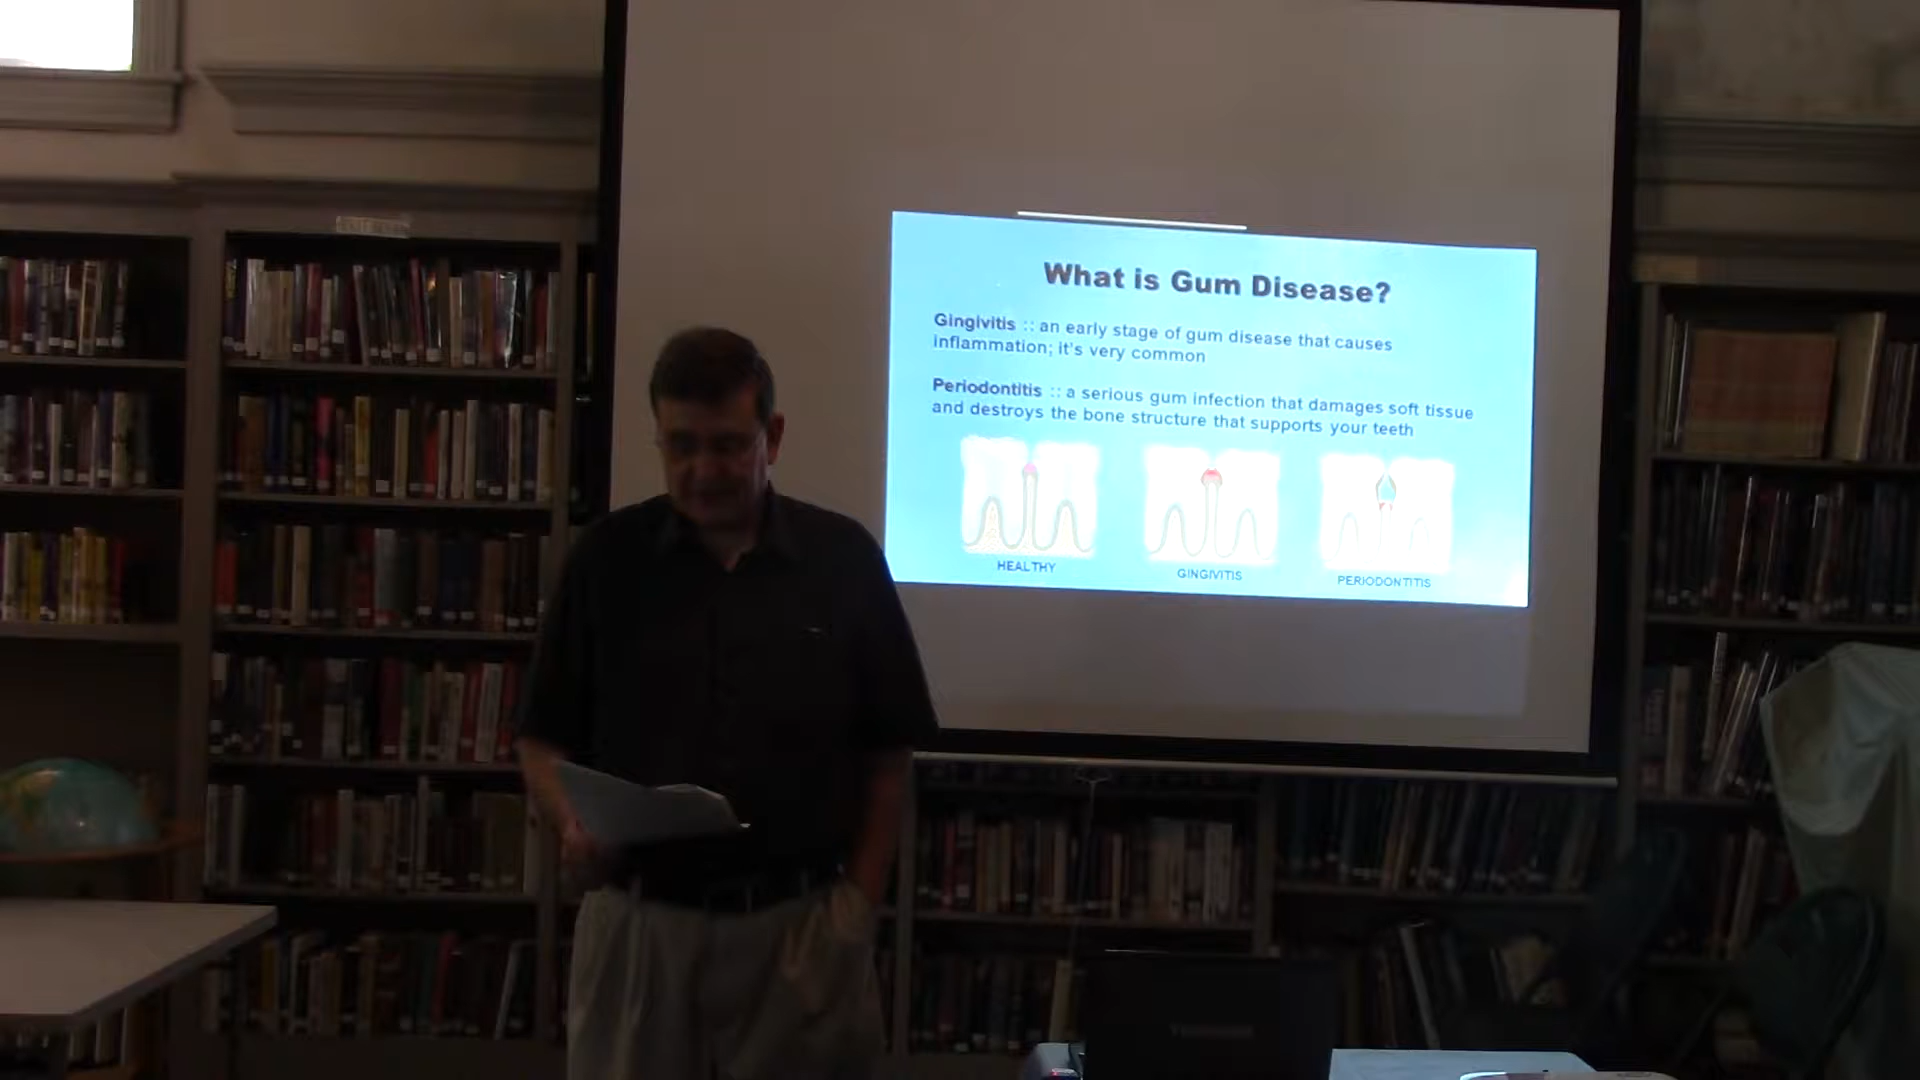 What is Gum Disease?
Gingivitis :: an early stage of gum disease that causes
inflammation; it's very common
Periodontitis :: a serious gum infection that damages soft tissue
and destroys the bone structure that supports your teeth
HEALTHY
GINGIVITIS
PERIODONTITIS